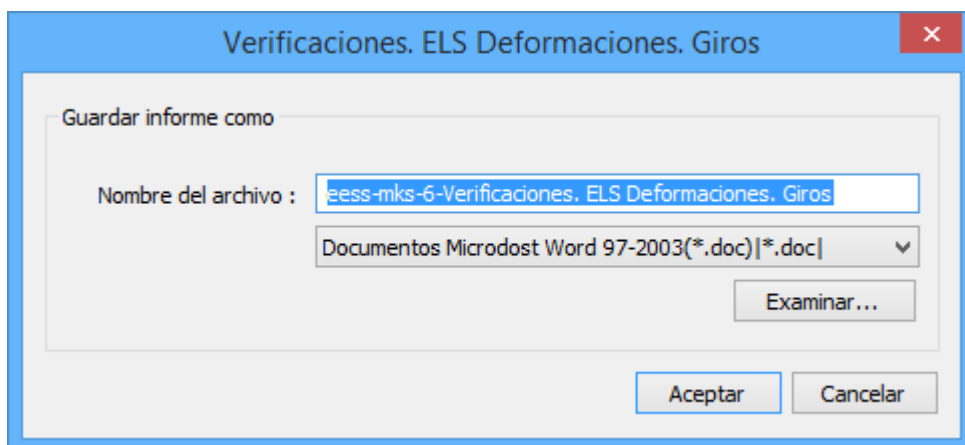 Verificaciones. ELS Deformaciones. Giros
Guardar informe como
Nombre del archivo : eess-mks-6-Verificaciones. ELS Deformaciones. Giros
Documentos Microdost Word 97-2003(*.doc)|*.doc|
Examinar...
Aceptar Cancelar